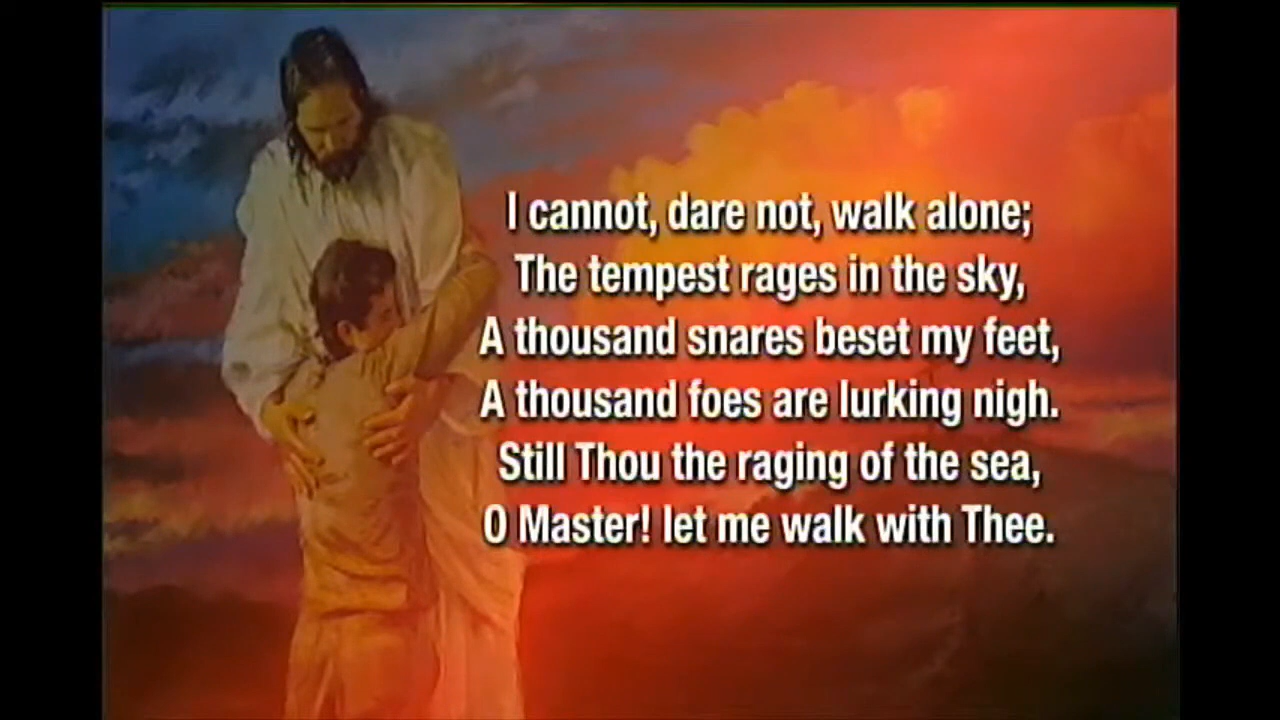 I cannot, dare not, walk alone;
The tempest rages in the sky,
A thousand snares beset my feet,
A thousand foes are lurking nigh.
Still Thou the raging of the sea,
O Master! let me walk with Thee.